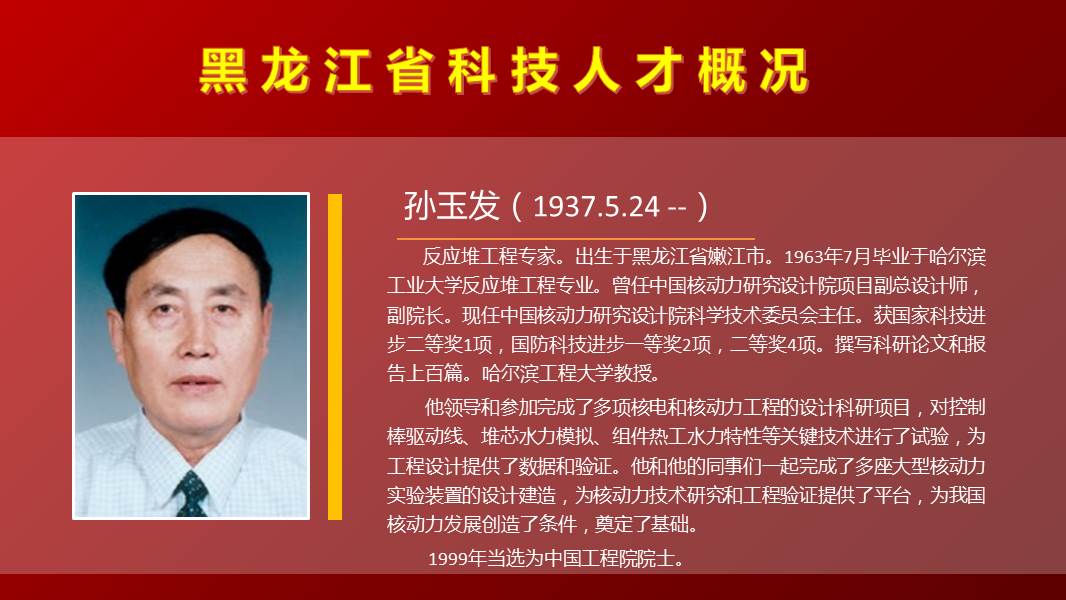 黑龙江省科技人才概况
孙玉发（1937.5.24 -- ）
反应堆工程专家。出生于黑龙江省嫩江市。1963年7月毕业于哈尔滨
工业大学反应堆工程专业。曾任中国核动力研究设计院项目副总设计师，
副院长。现任中国核动力研究设计院科学技术委员会主任。获国家科技进
步二等奖1项，国防科技进步一等奖2项，二等奖4项。撰写科研论文和报
告上百篇。哈尔滨工程大学教授。
他领导和参加完成了多项核电和核动力工程的设计科研项目，对控制
棒驱动线、堆芯水力模拟、组件热工水力特性等关键技术进行了试验，为
工程设计提供了数据和验证。他和他的同事们一起完成了多座大型核动力
实验装置的设计建造，为核动力技术研究和工程验证提供了平台，为我国
核动力发展创造了条件，奠定了基础。
1999年当选为中国工程院院士。